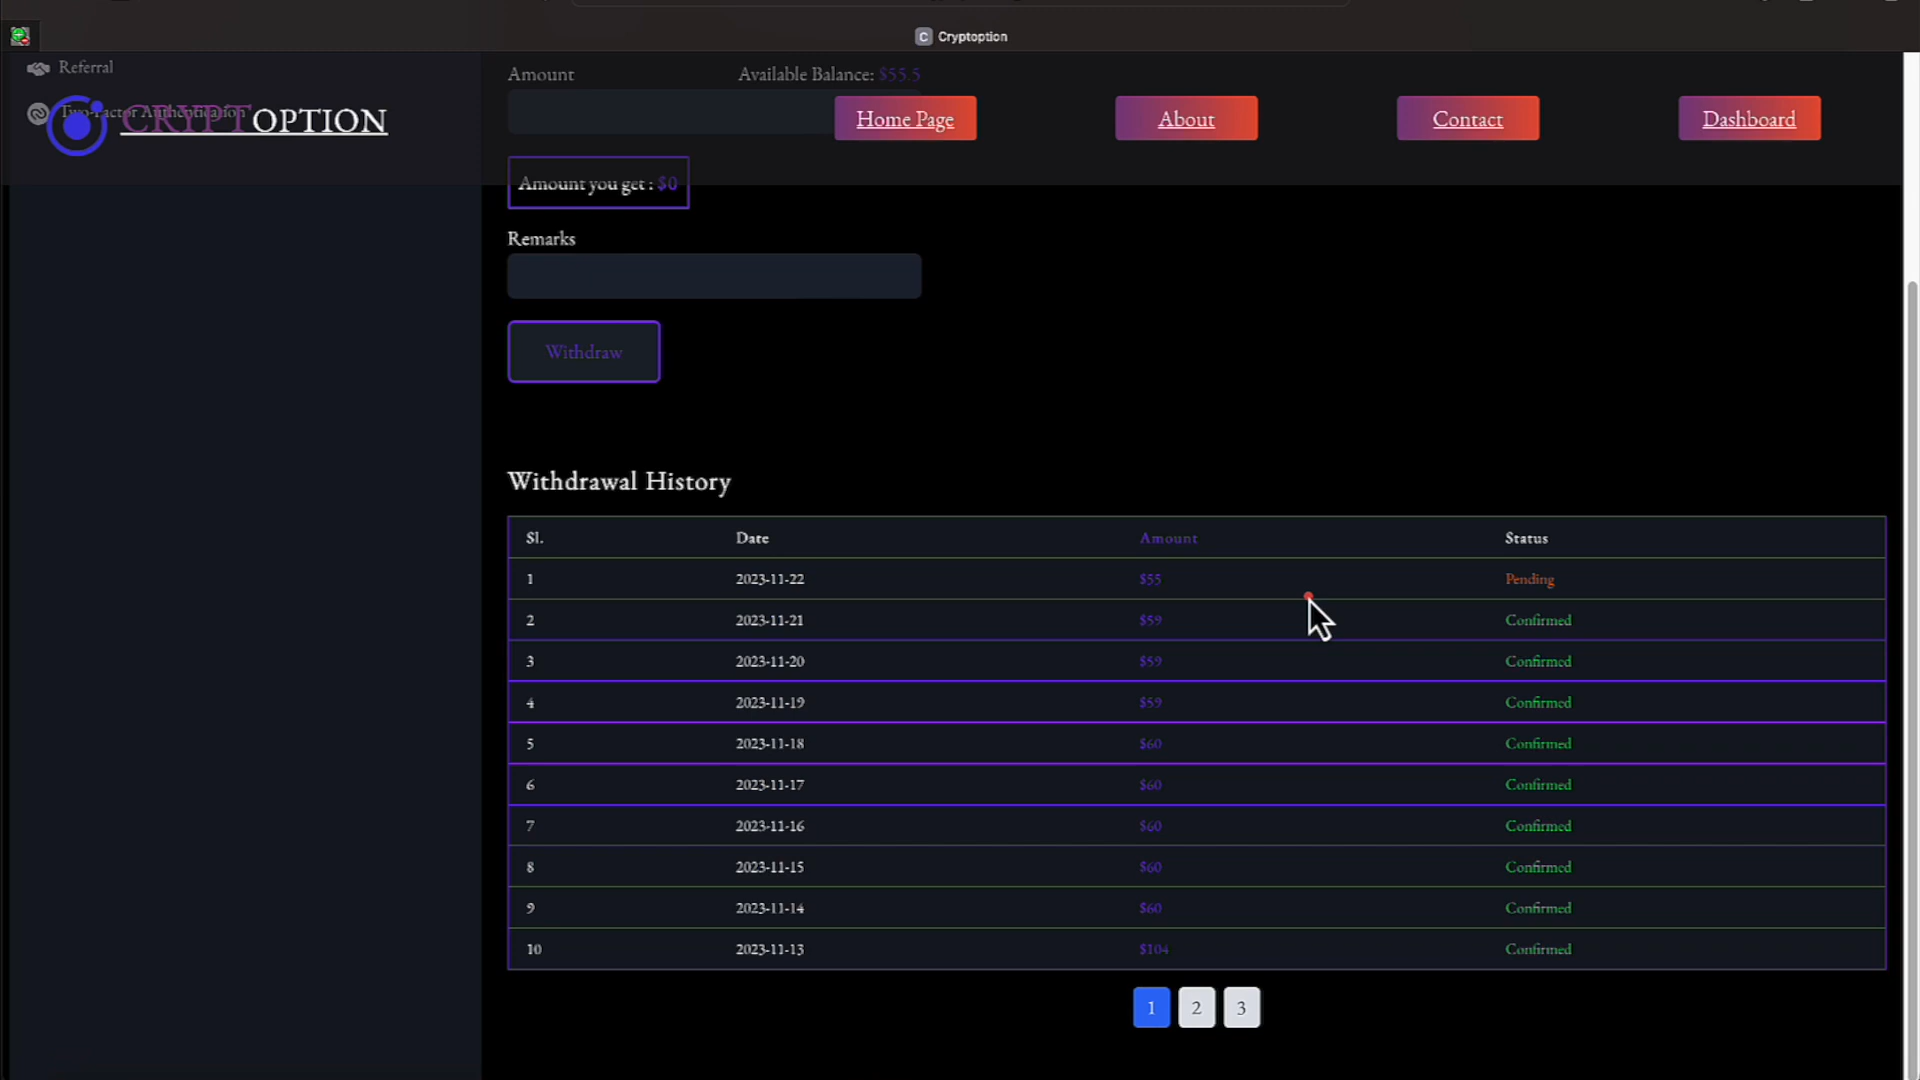 C Cryptoption
Referral
Two-Factor Authentication
CRYPTOPTION
Amount Available Balance: $55.5
Home Page About Contact Dashboard
Amount you get : $0
Remarks
Withdraw
Withdrawal History
Sl. Date Amount Status
1 2023-11-22 $55 Pending
2 2023-11-21 $59 Confirmed
3 2023-11-20 $59 Confirmed
4 2023-11-19 $59 Confirmed
5 2023-11-18 $60 Confirmed
6 2023-11-17 $60 Confirmed
7 2023-11-16 $60 Confirmed
8 2023-11-15 $60 Confirmed
9 2023-11-14 $60 Confirmed
10 2023-11-13 $104 Confirmed
1 2 3